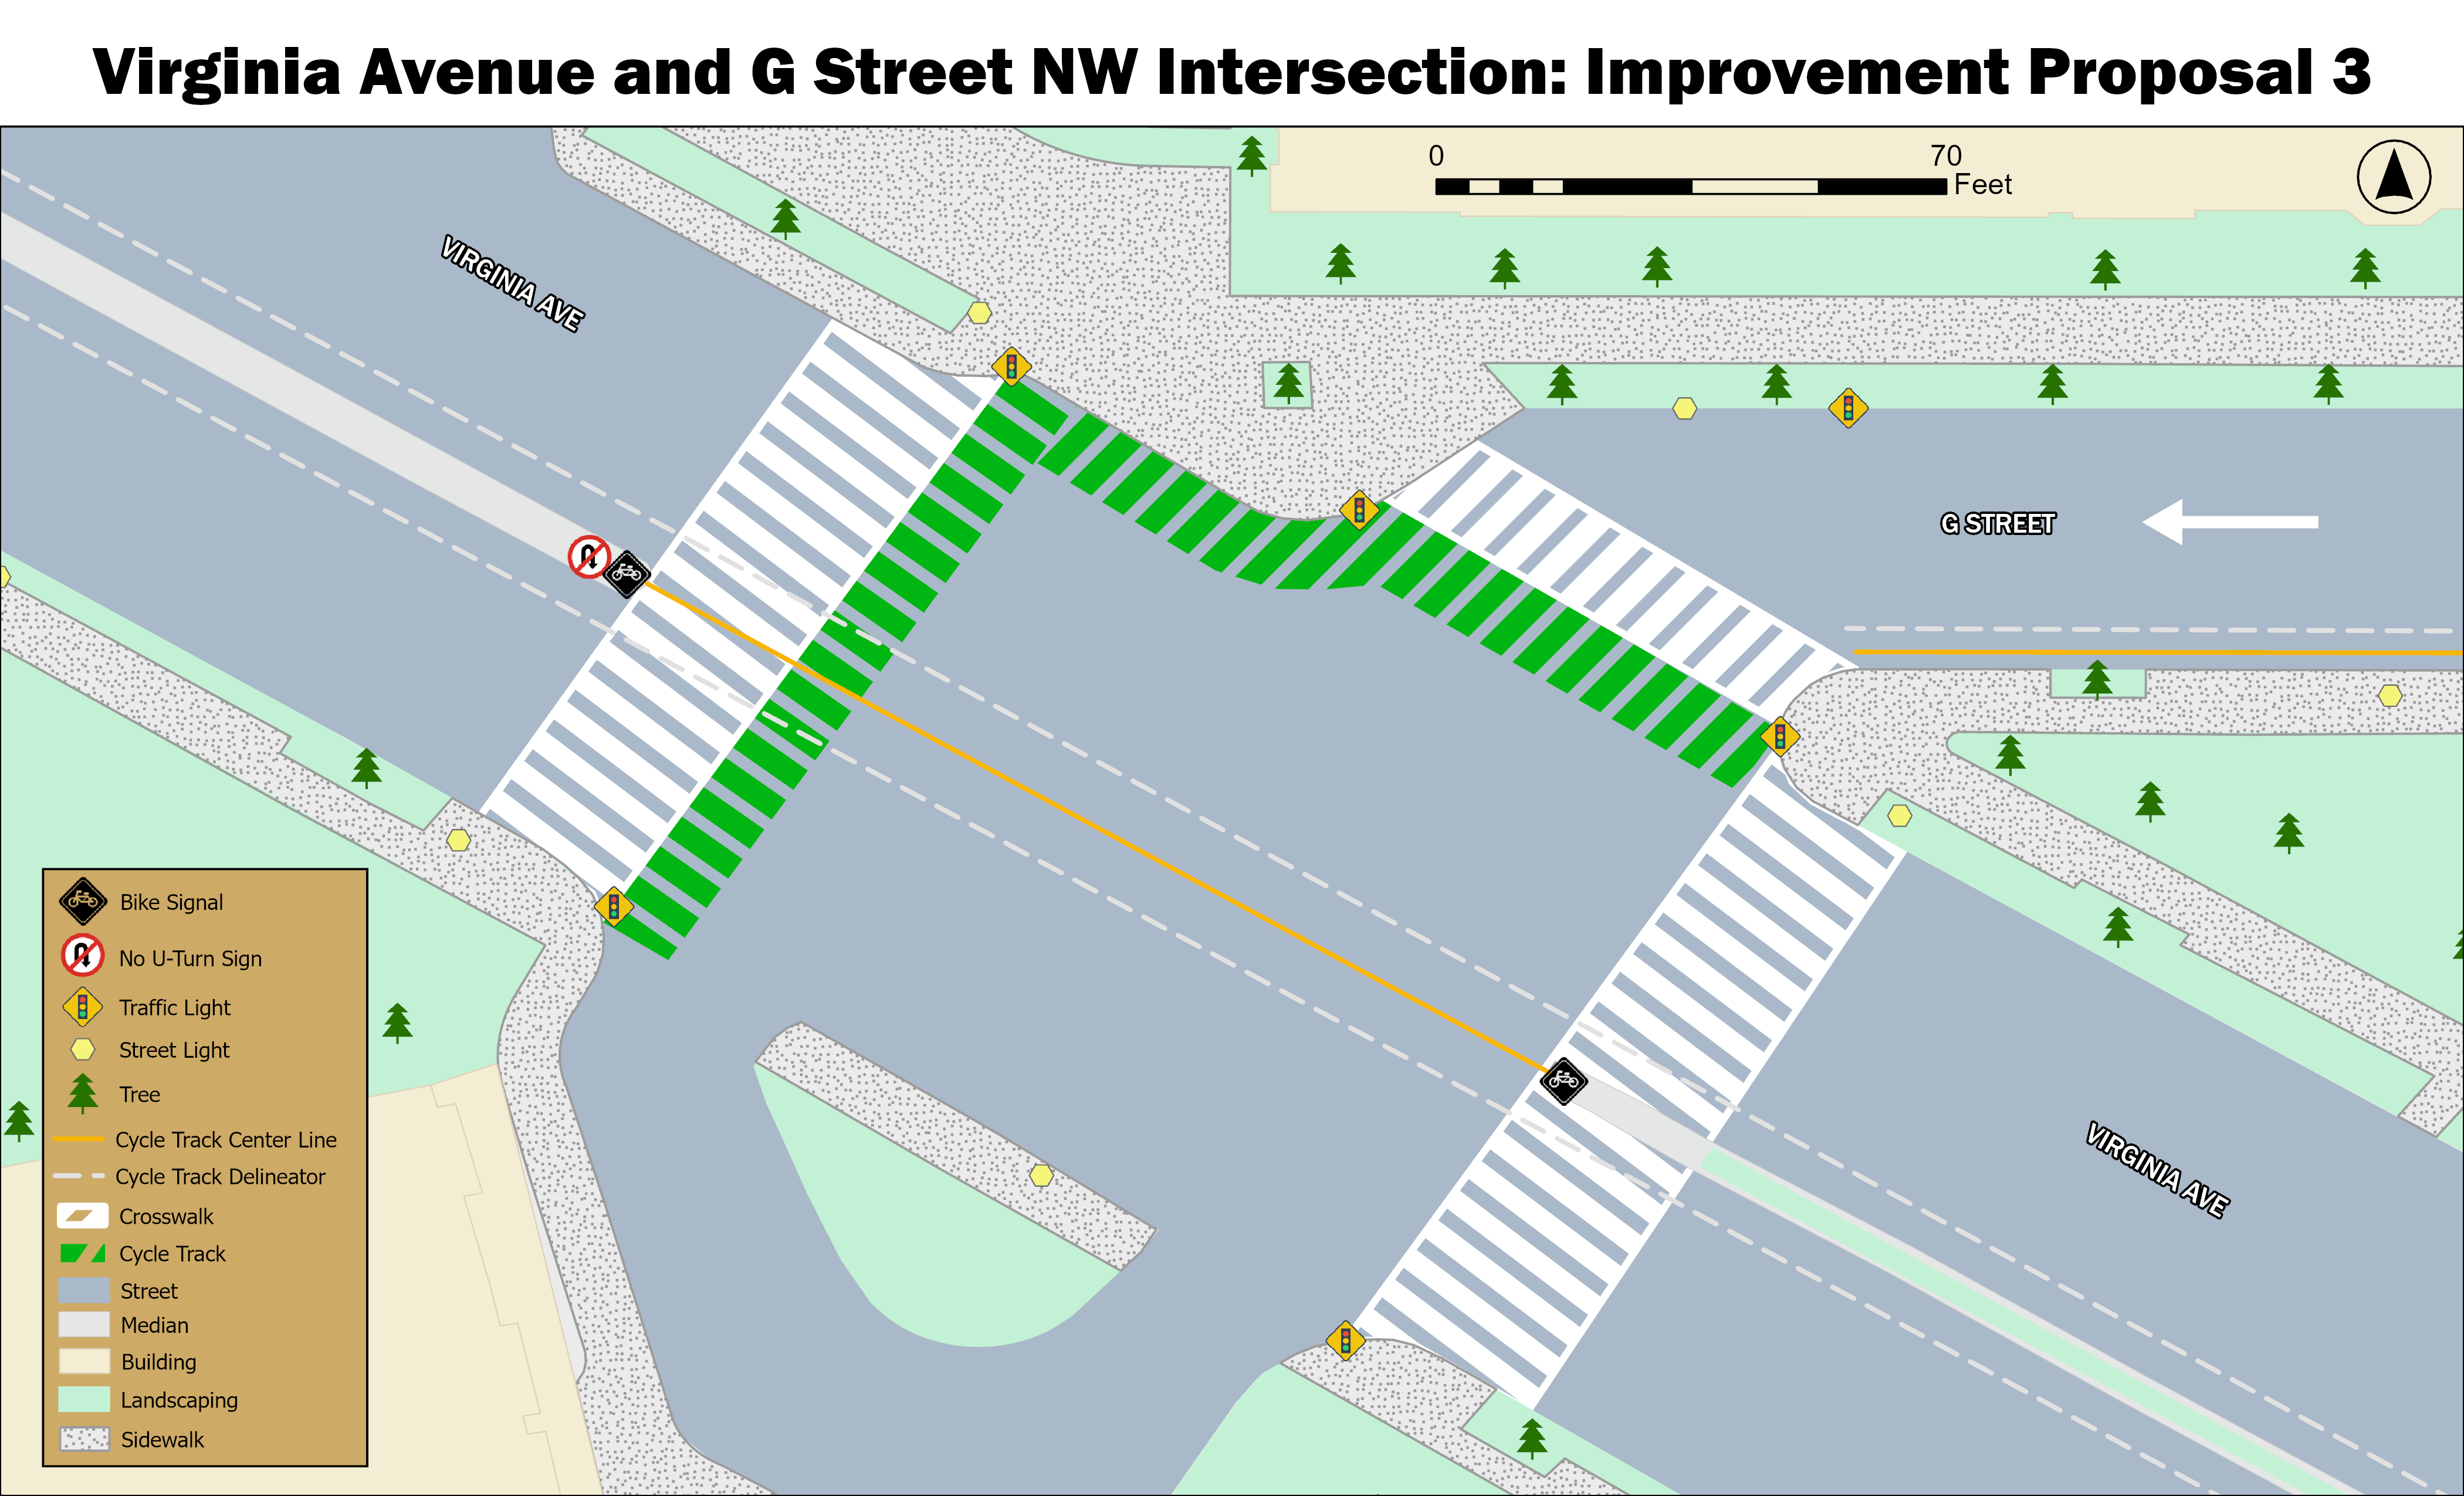 Virginia Avenue and G Street NW Intersection: Improvement Proposal 3
0 70
Feet
VIRGINIA AVE
G STREET
VIRGINIA AVE
Bike Signal
No U-Turn Sign
Traffic Light
Street Light
Tree
Cycle Track Center Line
Cycle Track Delineator
Crosswalk
Cycle Track
Street
Median
Building
Landscaping
Sidewalk